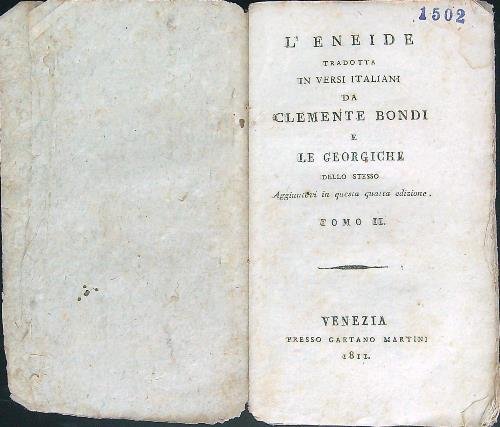 1502
L' ENEIDE
TRADOTTA
IN VERSI ITALIANI
DA
CLEMENTE BONDI
E
LE GEORGICHE
DELLO STESSO
Aggiuntevi in questa quarta edizione.
TOMO II.
VENEZIA
PRESSO GAETANO MARTINI
1811.